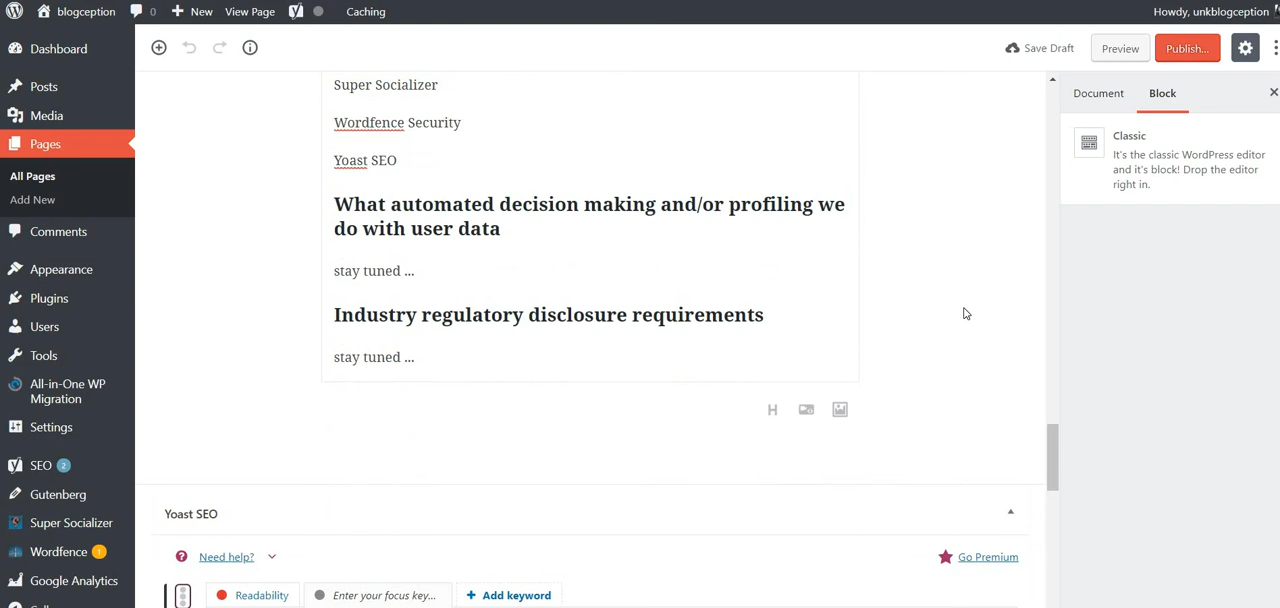 blogception
0
New
View Page
Caching
Howdy, unkblogception
Dashboard
Posts
Media
Pages
All Pages
Add New
Comments
Appearance
Plugins
Users
Tools
All-in-One WP
Migration
Settings
SEO 2
Gutenberg
Super Socializer
Wordfence 1
Google Analytics
Save Draft
Preview
Publish...
Super Socializer
Wordfence Security
Yoast SEO
What automated decision making and/or profiling we
do with user data
stay tuned ...
Industry regulatory disclosure requirements
stay tuned ...
H
Yoast SEO
Need help?
Go Premium
Readability
Enter your focus key...
Add keyword
Document
Block
Classic
It's the classic WordPress editor
and it's block! Drop the editor
right in.